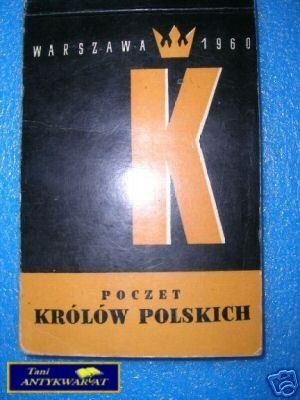 WARSZAWA 1960
K
POCZET
KRÓLÓW POLSKICH
Tani
ANTYKWARIAT